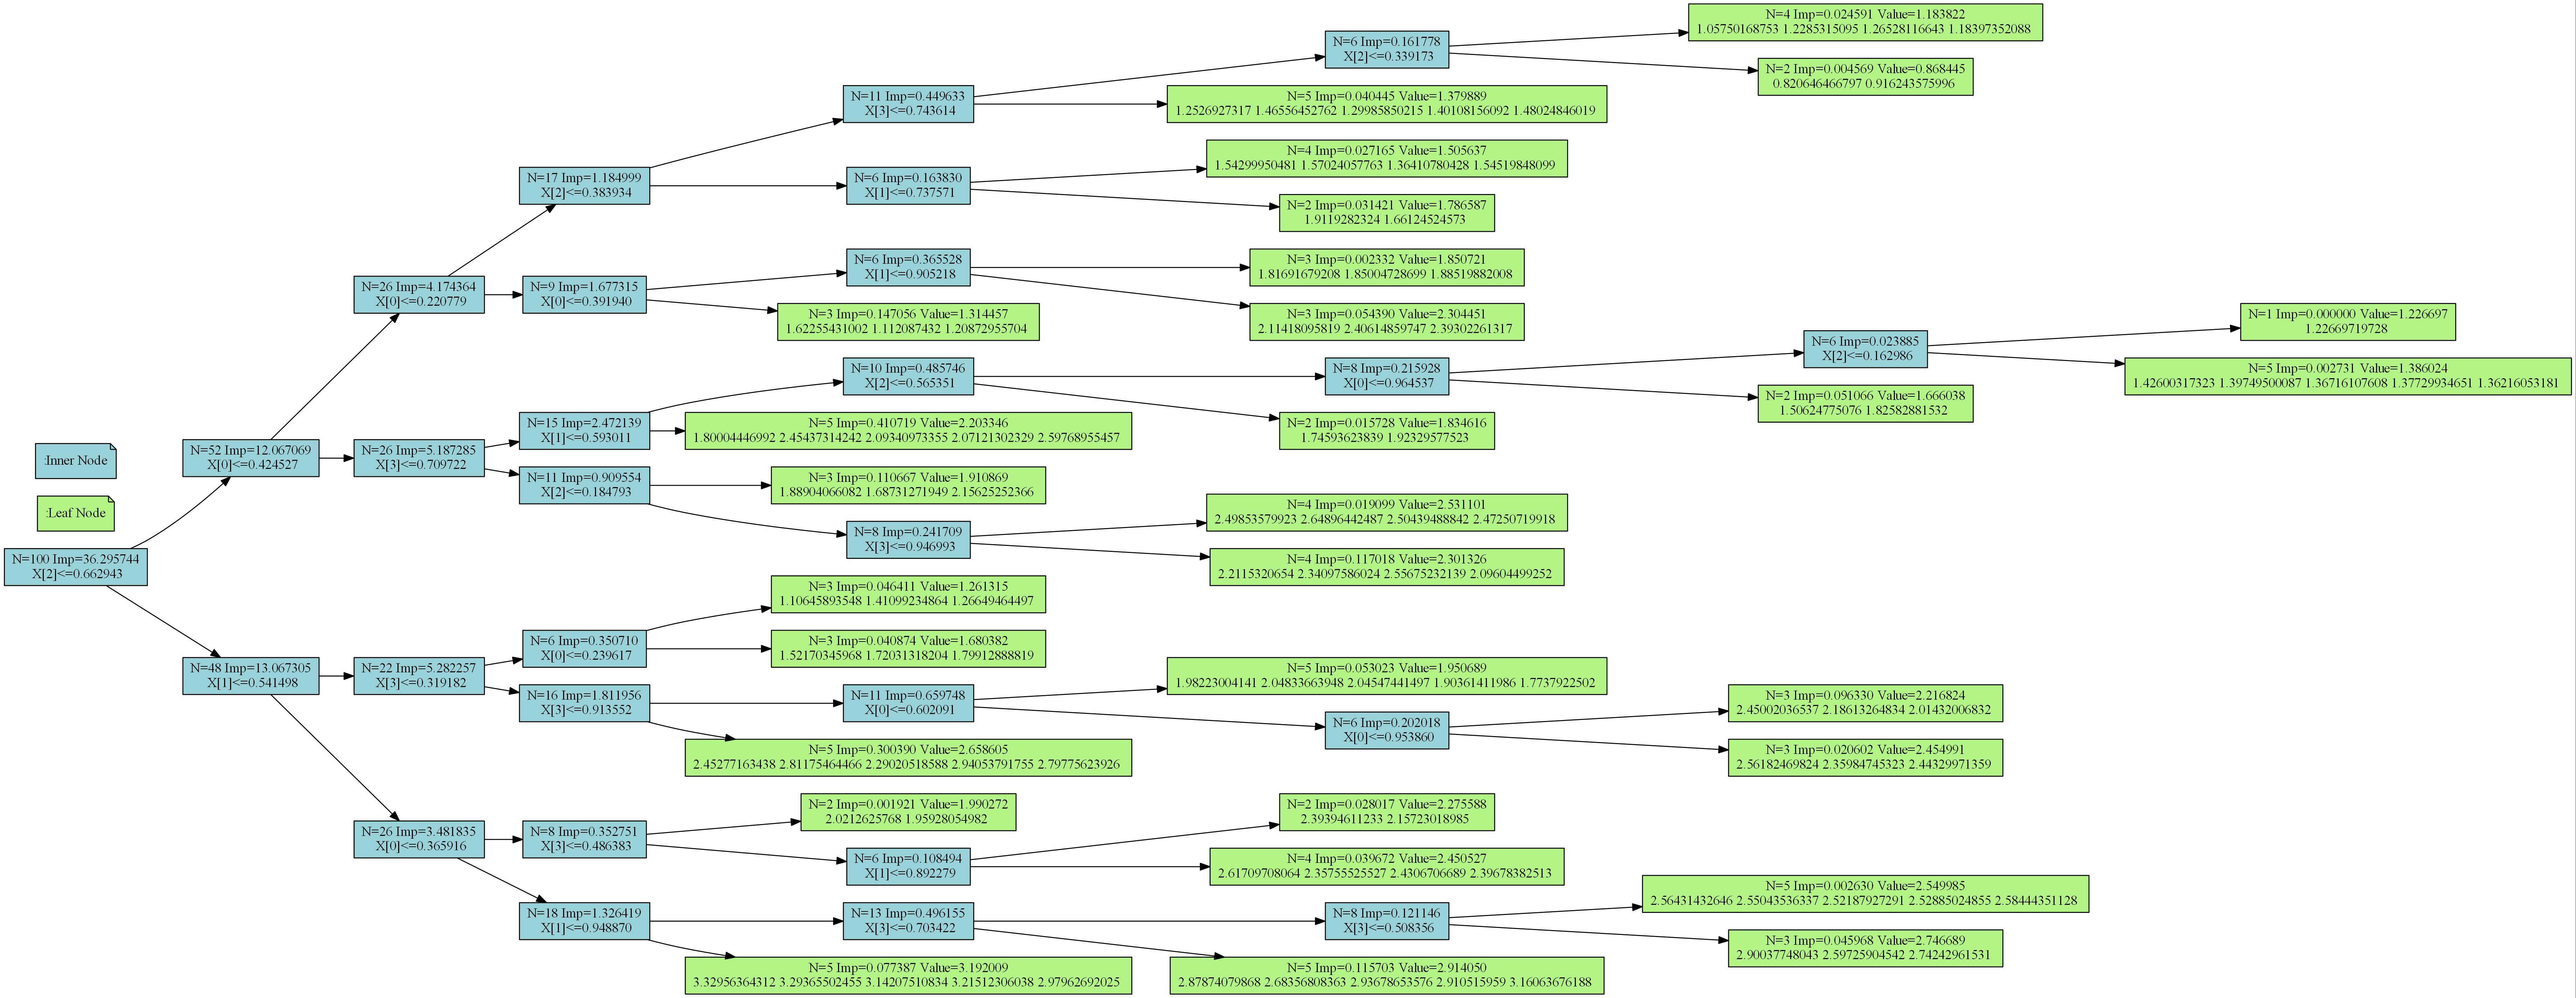 N=4 Imp=0.024591 Value=1.183822
1.05750168753 1.2285315095 1.26528116643 1.18397352088
N=6 Imp=0.161778
X[2]<=0.339173
N=2 Imp=0.004569 Value=0.868445
0.820646466797 0.916243575996
N=11 Imp=0.449633
X[3]<=0.743614
N=5 Imp=0.040445 Value=1.379889
1.2526927317 1.46556452762 1.29985850215 1.40108156092 1.48024846019
N=4 Imp=0.027165 Value=1.505637
1.54299950481 1.57024057763 1.36410780428 1.54519848099
N=17 Imp=1.184999
X[2]<=0.383934
N=6 Imp=0.163830
X[1]<=0.737571
N=2 Imp=0.031421 Value=1.786587
1.9119282324 1.66124524573
N=6 Imp=0.365528
X[1]<=0.905218
N=3 Imp=0.002332 Value=1.850721
1.81691679208 1.85004728699 1.88519882008
N=26 Imp=4.174364
X[0]<=0.220779
N=9 Imp=1.677315
X[0]<=0.391940
N=3 Imp=0.147056 Value=1.314457
1.62255431002 1.112087432 1.20872955704
N=3 Imp=0.054390 Value=2.304451
2.11418095819 2.40614859747 2.39302261317
N=1 Imp=0.000000 Value=1.226697
1.22669719728
N=6 Imp=0.023885
X[2]<=0.162986
N=10 Imp=0.485746
X[2]<=0.565351
N=8 Imp=0.215928
X[0]<=0.964537
N=5 Imp=0.002731 Value=1.386024
1.42600317323 1.39749500087 1.36716107608 1.37729934651 1.36216053181
N=2 Imp=0.051066 Value=1.666038
1.50624775076 1.82582881532
N=15 Imp=2.472139
X[1]<=0.593011
N=5 Imp=0.410719 Value=2.203346
1.80004446992 2.45437314242 2.09340973355 2.07121302329 2.59768955457
N=2 Imp=0.015728 Value=1.834616
1.74593623839 1.92329577523
:Inner Node
N=52 Imp=12.067069
X[0]<=0.424527
N=26 Imp=5.187285
X[3]<=0.709722
N=11 Imp=0.909554
X[2]<=0.184793
N=3 Imp=0.110667 Value=1.910869
1.88904066082 1.68731271949 2.15625252366
:Leaf Node
N=4 Imp=0.019099 Value=2.531101
2.49853579923 2.64896442487 2.50439488842 2.47250719918
N=8 Imp=0.241709
X[3]<=0.946993
N=4 Imp=0.117018 Value=2.301326
2.2115320654 2.34097586024 2.55675232139 2.09604499252
N=100 Imp=36.295744
X[2]<=0.662943
N=3 Imp=0.046411 Value=1.261315
1.10645893548 1.41099234864 1.26649464497
N=6 Imp=0.350710
X[0]<=0.239617
N=3 Imp=0.040874 Value=1.680382
1.52170345968 1.72031318204 1.79912888819
N=48 Imp=13.067305
X[1]<=0.541498
N=22 Imp=5.282257
X[3]<=0.319182
N=5 Imp=0.053023 Value=1.950689
1.98223004141 2.04833663948 2.04547441497 1.90361411986 1.7737922502
N=16 Imp=1.811956
X[3]<=0.913552
N=11 Imp=0.659748
X[0]<=0.602091
N=3 Imp=0.096330 Value=2.216824
2.45002036537 2.18613264834 2.01432006832
N=6 Imp=0.202018
X[0]<=0.953860
N=5 Imp=0.300390 Value=2.658605
2.45277163438 2.81175464466 2.29020518588 2.94053791755 2.79775623926
N=3 Imp=0.020602 Value=2.454991
2.56182469824 2.35984745323 2.44329971359
N=2 Imp=0.001921 Value=1.990272
2.0212625768 1.95928054982
N=2 Imp=0.028017 Value=2.275588
2.39394611233 2.15723018985
N=26 Imp=3.481835
X[0]<=0.365916
N=8 Imp=0.352751
X[3]<=0.486383
N=6 Imp=0.108494
X[1]<=0.892279
N=4 Imp=0.039672 Value=2.450527
2.61709708064 2.35755525527 2.4306706689 2.39678382513
N=5 Imp=0.002630 Value=2.549985
2.56431432646 2.55043536337 2.52187927291 2.52885024855 2.58444351128
N=18 Imp=1.326419
X[1]<=0.948870
N=13 Imp=0.496155
X[3]<=0.703422
N=8 Imp=0.121146
X[3]<=0.508356
N=3 Imp=0.045968 Value=2.746689
2.90037748043 2.59725904542 2.74242961531
N=5 Imp=0.077387 Value=3.192009
3.32956364312 3.29365502455 3.14207510834 3.21512306038 2.97962692025
N=5 Imp=0.115703 Value=2.914050
2.87874079868 2.68356808363 2.93678653576 2.910515959 3.16063676188